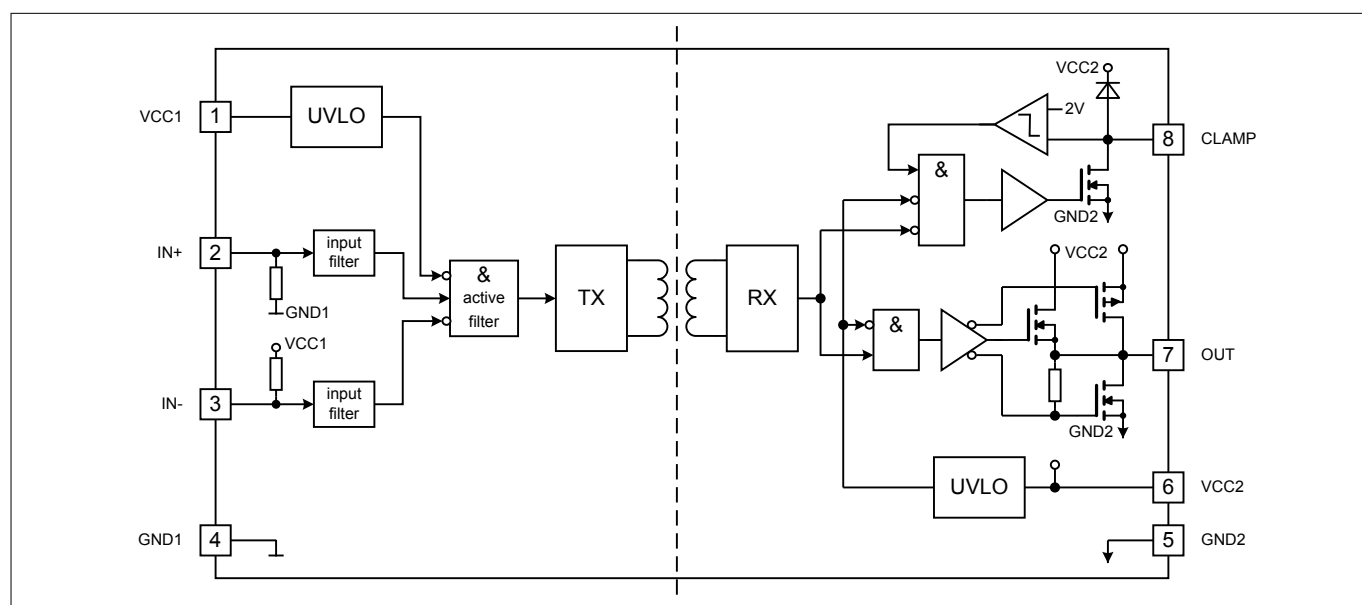 VCC1
1
UVLO
IN+
2
input
filter
GND1
VCC1
IN-
3
input
filter
GND1
4
&
active
filter
TX
RX
VCC2
2V
8
CLAMP
&
GND2
VCC2
&
7
OUT
GND2
UVLO
6
VCC2
5
GND2